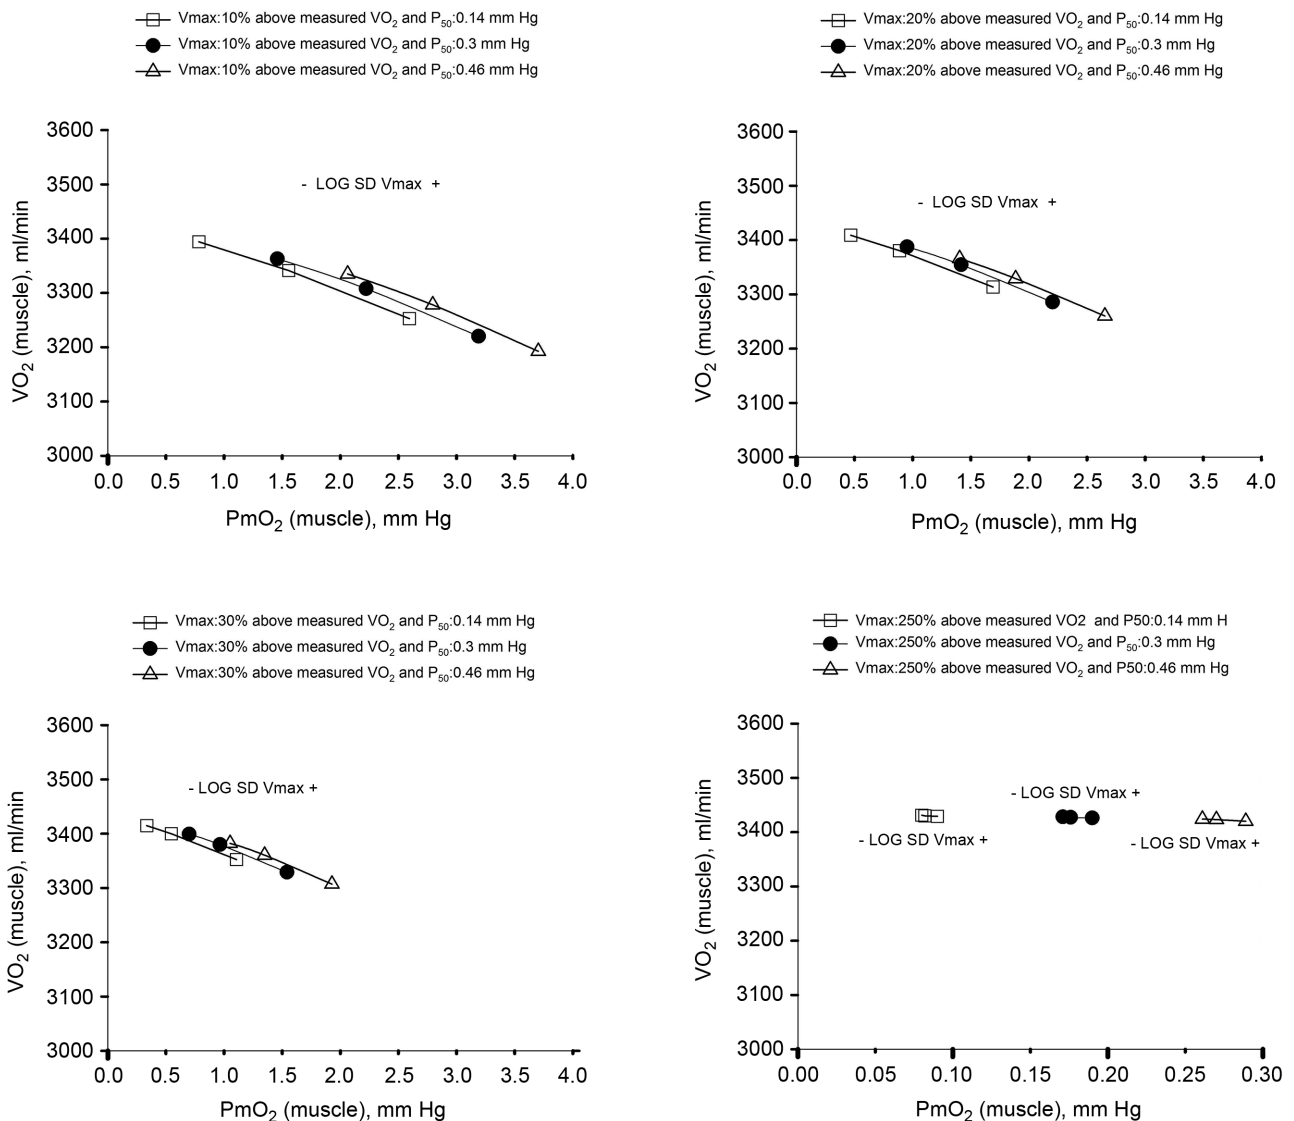 Vmax:10% above measured VO₂ and P₅₀:0.14 mm Hg
Vmax:10% above measured VO₂ and P₅₀:0.3 mm Hg
Vmax:10% above measured VO₂ and P₅₀:0.46 mm Hg
3600
3500
3400
3300
3200
3100
3000
- LOG SD Vmax +
VO₂ (muscle), ml/min
0.0 0.5 1.0 1.5 2.0 2.5 3.0 3.5 4.0
PmO₂ (muscle), mm Hg
Vmax:20% above measured VO₂ and P₅₀:0.14 mm Hg
Vmax:20% above measured VO₂ and P₅₀:0.3 mm Hg
Vmax:20% above measured VO₂ and P₅₀:0.46 mm Hg
3600
3500
3400
3300
3200
3100
3000
- LOG SD Vmax +
VO₂ (muscle), ml/min
0.0 0.5 1.0 1.5 2.0 2.5 3.0 3.5 4.0
PmO₂ (muscle), mm Hg
Vmax:30% above measured VO₂ and P₅₀:0.14 mm Hg
Vmax:30% above measured VO₂ and P₅₀:0.3 mm Hg
Vmax:30% above measured VO₂ and P₅₀:0.46 mm Hg
3600
3500
3400
3300
3200
3100
3000
- LOG SD Vmax +
VO₂ (muscle), ml/min
0.0 0.5 1.0 1.5 2.0 2.5 3.0 3.5 4.0
PmO₂ (muscle), mm Hg
Vmax:250% above measured VO2 and P50:0.14 mm H
Vmax:250% above measured VO₂ and P₅₀:0.3 mm Hg
Vmax:250% above measured VO₂ and P50:0.46 mm Hg
3600
3500
3400
3300
3200
3100
3000
- LOG SD Vmax +
- LOG SD Vmax +
- LOG SD Vmax +
VO₂ (muscle), ml/min
0.00 0.05 0.10 0.15 0.20 0.25 0.30
PmO₂ (muscle), mm Hg